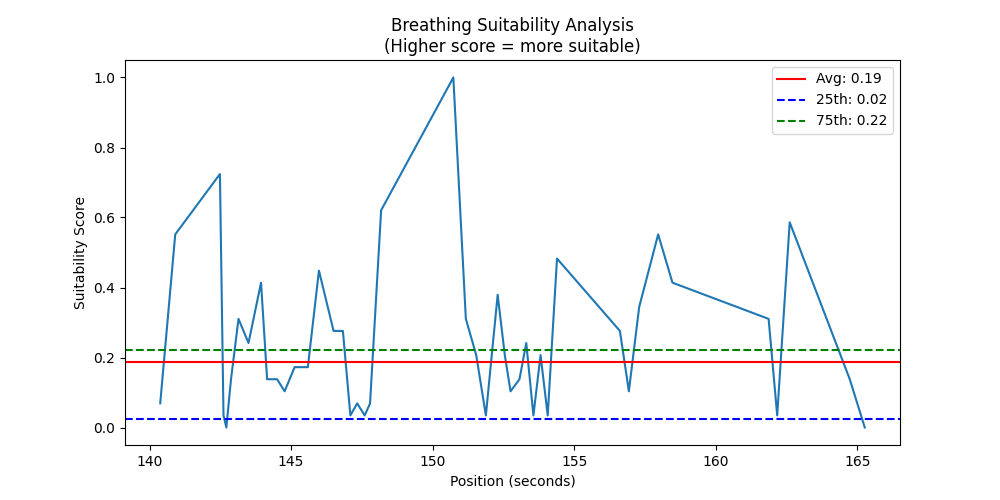 Breathing Suitability Analysis
(Higher score = more suitable)
Avg: 0.19
25th: 0.02
75th: 0.22
Suitability Score
1.0
0.8
0.6
0.4
0.2
0.0
140 145 150 155 160 165
Position (seconds)